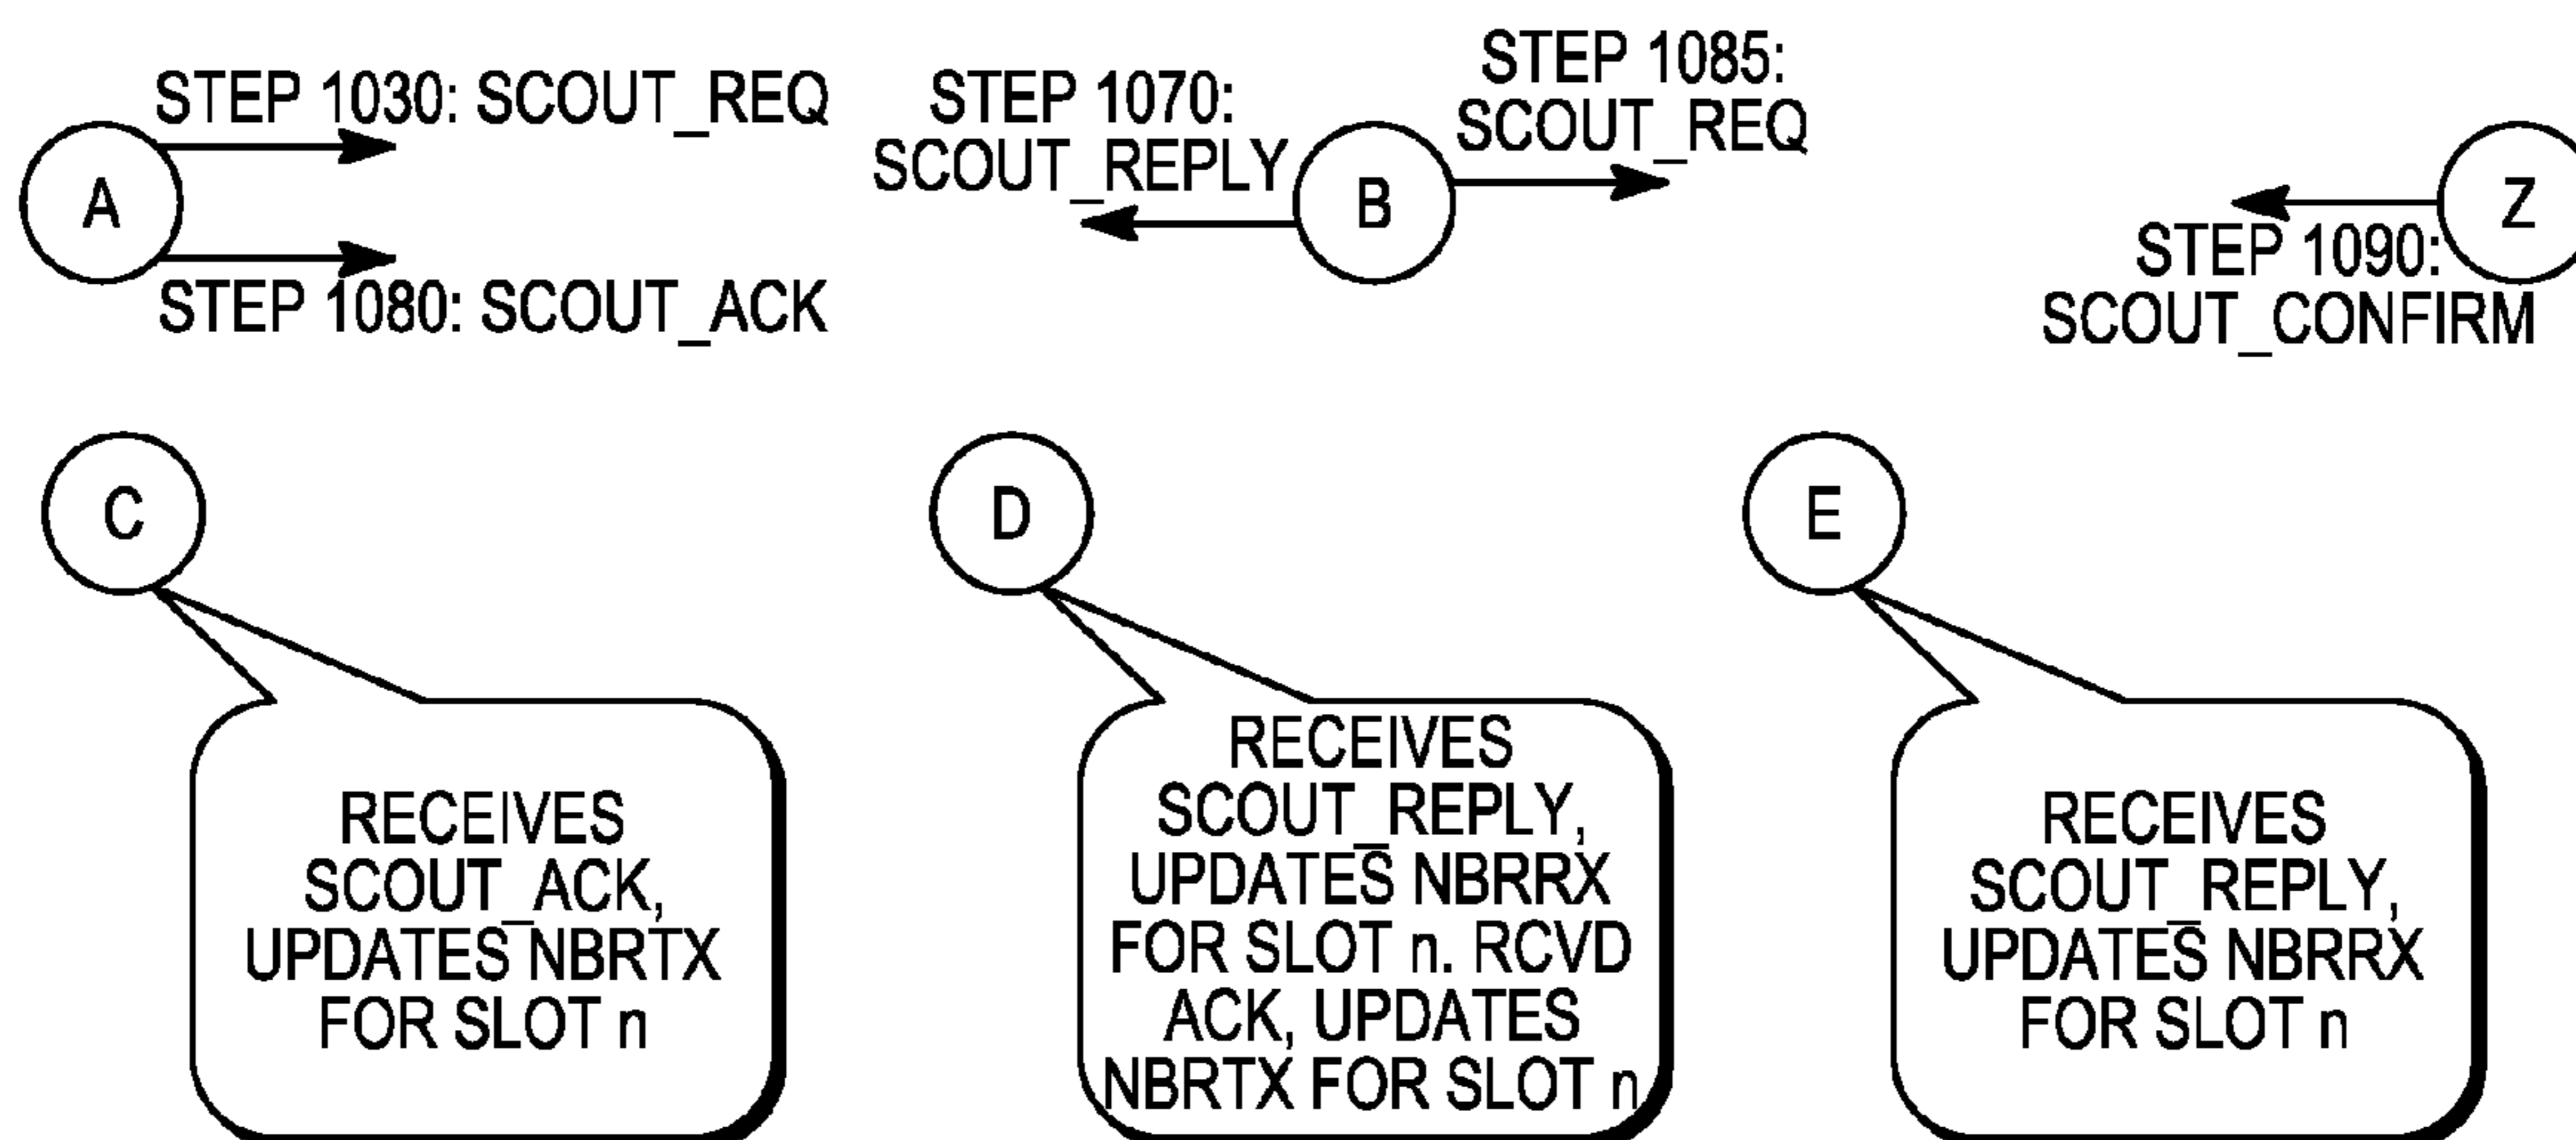 STEP 1030: SCOUT_REQ
A
STEP 1080: SCOUT_ACK
STEP 1070:
SCOUT_REPLY
B
STEP 1085:
SCOUT_REQ
Z
STEP 1090:
SCOUT_CONFIRM
C
RECEIVES
SCOUT_ACK,
UPDATES NBRTX
FOR SLOT n
D
RECEIVES
SCOUT_REPLY,
UPDATES NBRRX
FOR SLOT n. RCVD
ACK, UPDATES
NBRTX FOR SLOT n
E
RECEIVES
SCOUT_REPLY,
UPDATES NBRRX
FOR SLOT n